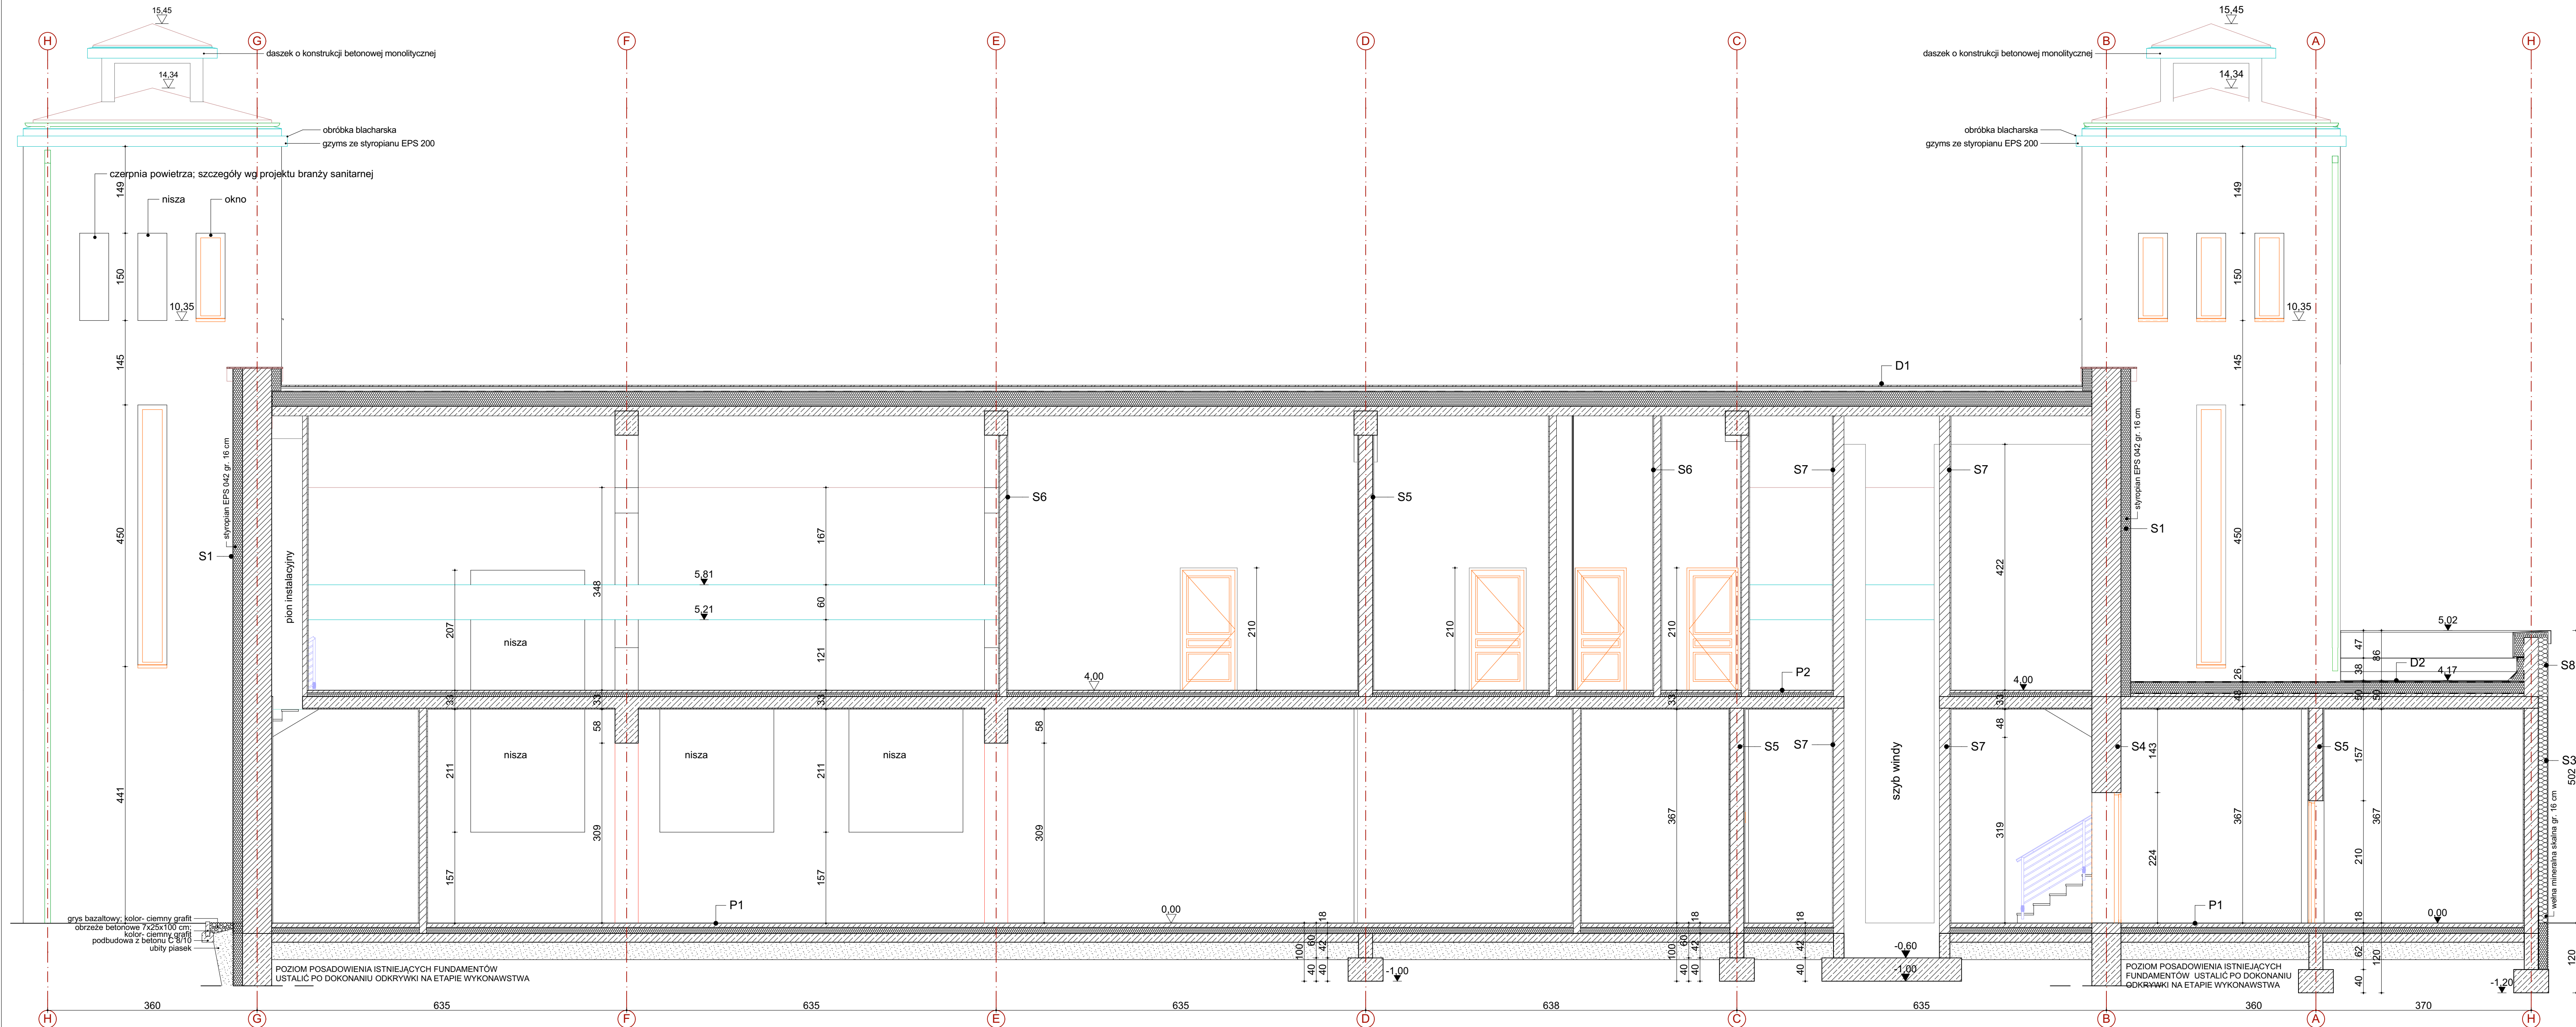 15,45
15,45
H
G
F
E
D
C
B
A
H
daszek o konstrukcji betonowej monolitycznej
daszek o konstrukcji betonowej monolitycznej
14,34
14,34
obróbka blacharska
gzyms ze styropianu EPS 200
obróbka blacharska
gzyms ze styropianu EPS 200
czerpnia powietrza; szczegóły wg projektu branży sanitarnej
149
149
nisza
okno
150
150
10,35
10,35
145
145
D1
styropian EPS 042 gr. 16 cm
styropian EPS 042 gr. 16 cm
S6
S5
S6
S7
S7
450
450
S1
S1
pion instalacyjny
167
348
422
5,81
60
5,21
207
nisza
121
210
210
210
4,00
P2
4,00
5,02
47
86
38
D2
4,17
26
S8
33
33
33
33
33
48
50
50
58
58
48
nisza
nisza
nisza
S5
S7
S7
S4
143
S5
157
S3
502
211
211
441
309
309
367
szyb windy
319
224
367
210
367
wełna mineralna skalna gr. 16 cm
157
157
P1
0,00
P1
0,00
grys bazaltowy; kolor- ciemny grafit
obrzeże betonowe 7x25x100 cm;
kolor- ciemny grafit
podbudowa z betonu C 8/10
ubity piasek
18
18
18
18
100
60
42
100
60
42
42
-0,60
62
120
120
40
40
40
40
40
40
-1,00
-1,00
-1,20
POZIOM POSADOWIENIA ISTNIEJĄCYCH FUNDAMENTÓW
USTALIĆ PO DOKONANIU ODKRYWKI NA ETAPIE WYKONAWSTWA
POZIOM POSADOWIENIA ISTNIEJĄCYCH
FUNDAMENTÓW USTALIĆ PO DOKONANIU
ODKRYWKI NA ETAPIE WYKONAWSTWA
360
635
635
635
638
635
360
370
H
G
F
E
D
C
B
A
H